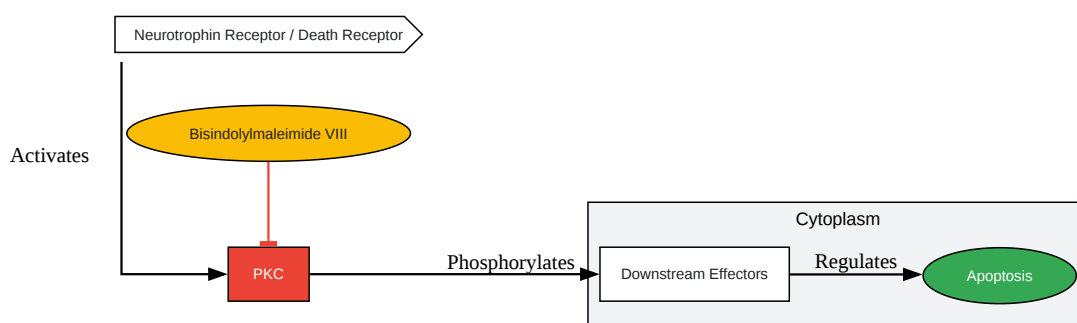 Neurotrophin Receptor / Death Receptor
Bisindolylmaleimide VIII
Activates
Cytoplasm
PKC
Phosphorylates
Downstream Effectors
Regulates
Apoptosis